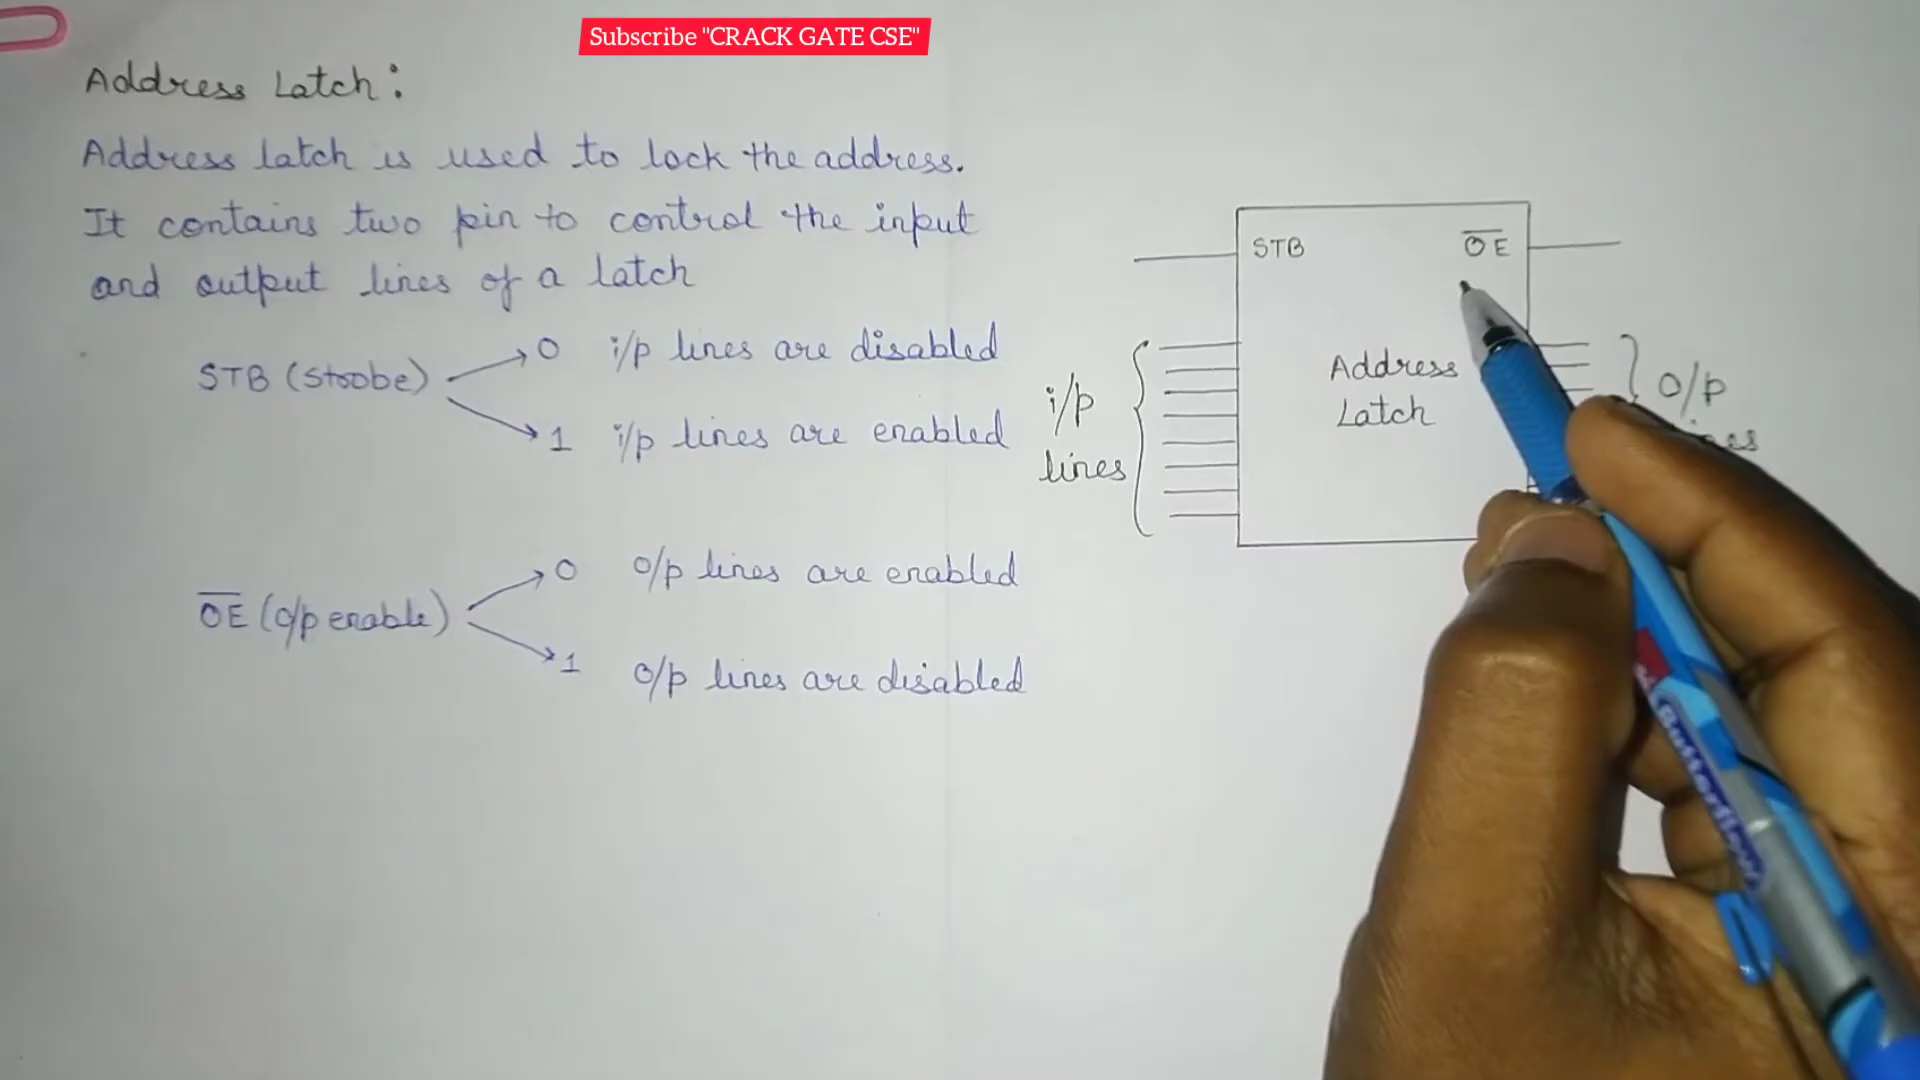 Subscribe "CRACK GATE CSE"
Address Latch:
Address latch is used to lock the address.
It contains two pin to control the input
and output lines of a latch
STB (Strobe)
0 i/p lines are disabled
1 i/p lines are enabled
O̅E̅ (o/p enable)
0 o/p lines are enabled
1 o/p lines are disabled
STB
O̅E̅
Address
Latch
i/p
lines
O/p
Butterflow